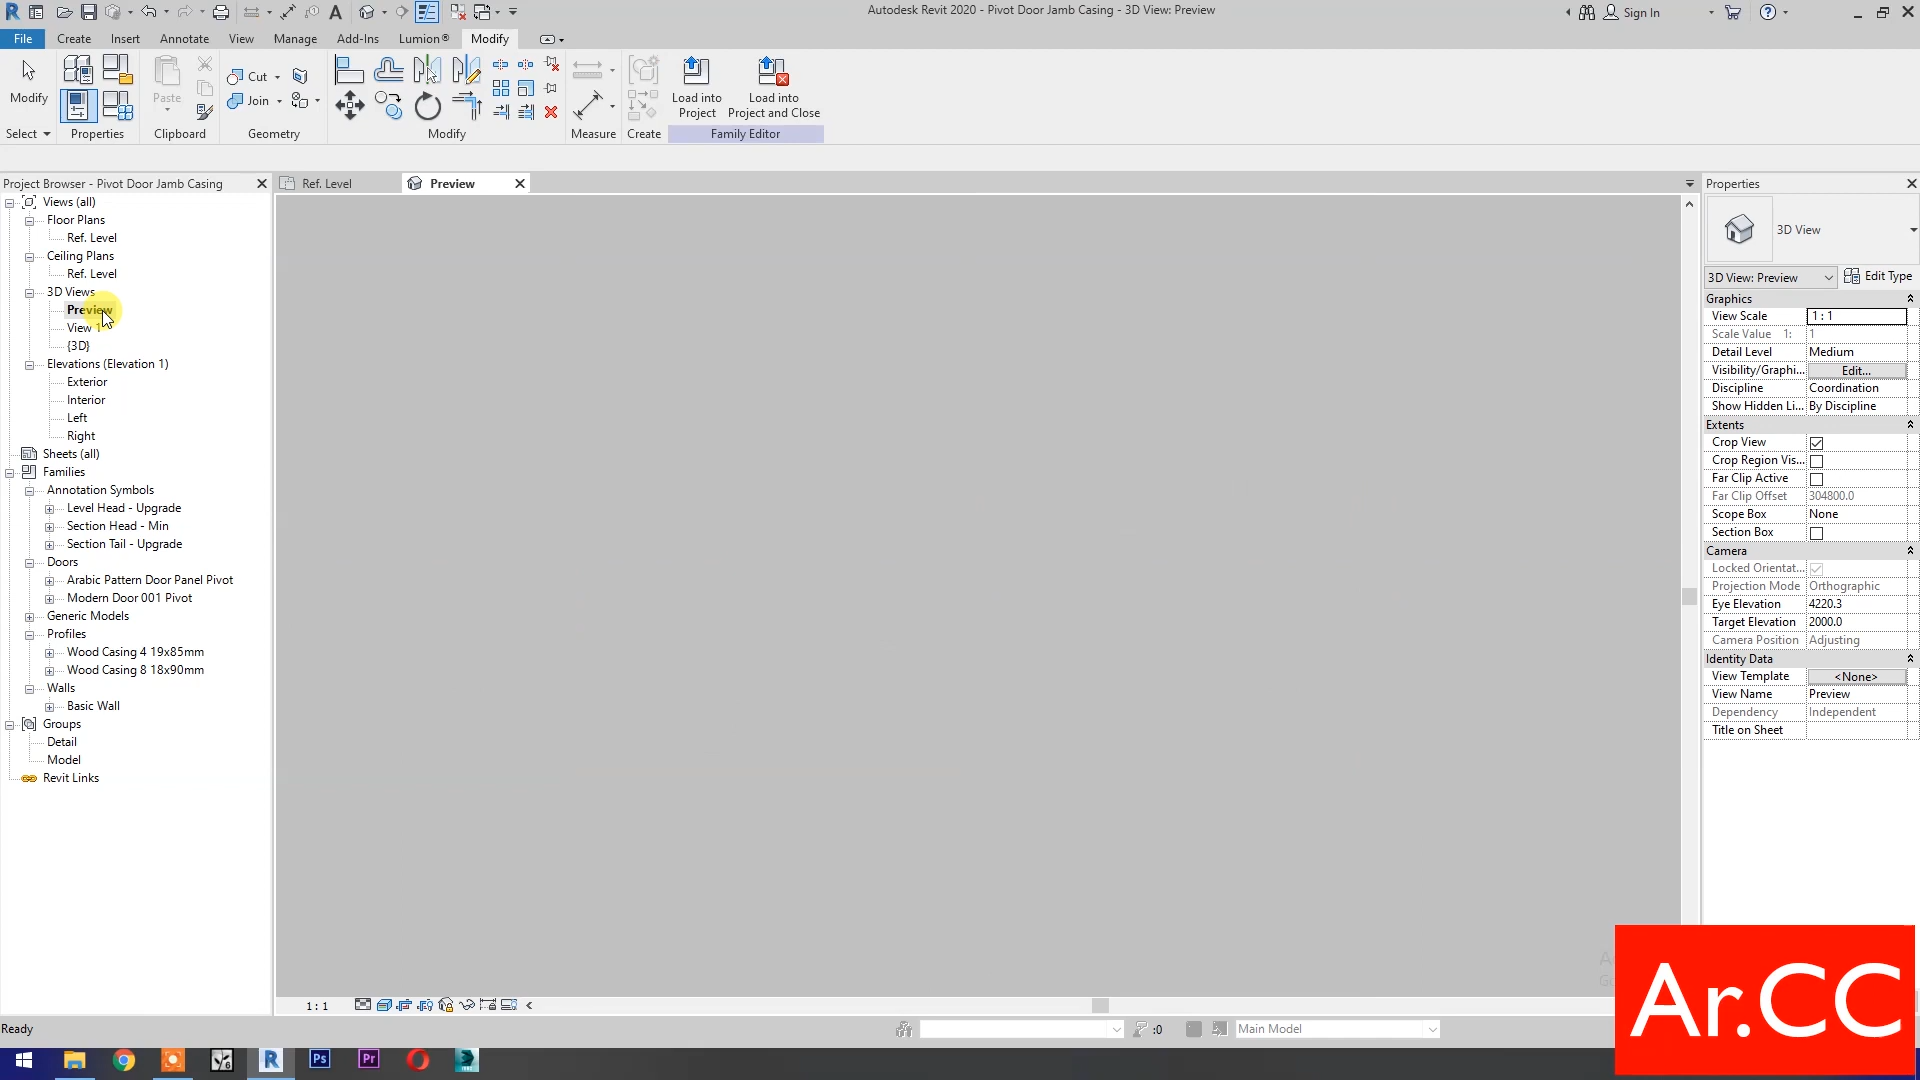 Autodesk Revit 2020 - Pivot Door Jamb Casing - 3D View: Preview
Sign In
File Create Insert Annotate View Manage Add-Ins Lumion® Modify
Modify
Paste
Cut
Join
Load into Project
Load into Project and Close
Select Properties Clipboard Geometry Modify Measure Create Family Editor
Project Browser - Pivot Door Jamb Casing
Views (all)
Floor Plans
Ref. Level
Ceiling Plans
Ref. Level
3D Views
Preview
View 1
{3D}
Elevations (Elevation 1)
Exterior
Interior
Left
Right
Sheets (all)
Families
Annotation Symbols
Level Head - Upgrade
Section Head - Min
Section Tail - Upgrade
Doors
Arabic Pattern Door Panel Pivot
Modern Door 001 Pivot
Generic Models
Profiles
Wood Casing 4 19x85mm
Wood Casing 8 18x90mm
Walls
Basic Wall
Groups
Detail
Model
Revit Links
Ref. Level
Preview
Properties
3D View
3D View: Preview
Edit Type
Graphics
View Scale 1 : 1
Scale Value 1: 1
Detail Level Medium
Visibility/Graphi... Edit...
Discipline Coordination
Show Hidden Li... By Discipline
Extents
Crop View
Crop Region Vis...
Far Clip Active
Far Clip Offset 304800.0
Scope Box None
Section Box
Camera
Locked Orientat...
Projection Mode Orthographic
Eye Elevation 4220.3
Target Elevation 2000.0
Camera Position Adjusting
Identity Data
View Template <None>
View Name Preview
Dependency Independent
Title on Sheet
1 : 1
Ready
:0
Main Model
Ps
Pr
Ar.CC